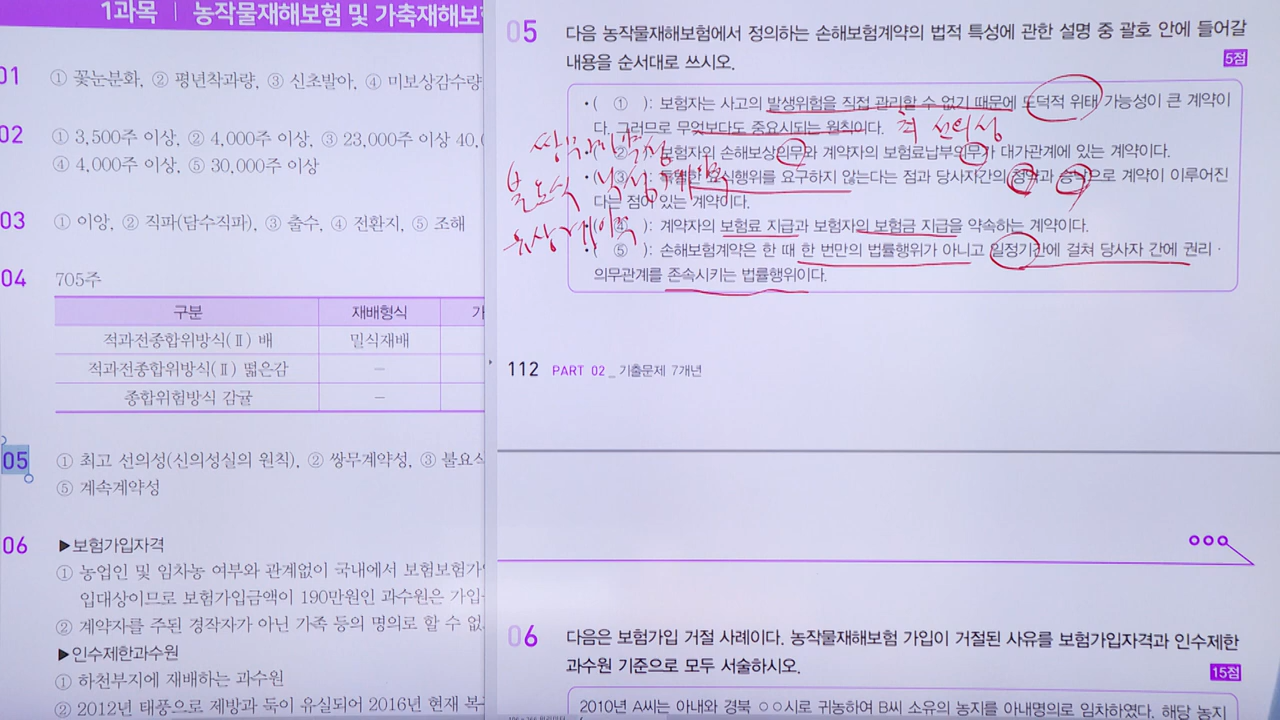 1과목 | 농작물재해보험 및 가축재해보
01 ① 꽃눈분화, ② 평년착과량, ③ 신초발아, ④ 미보상감수량
02 ① 3,500주 이상, ② 4,000주 이상, ③ 23,000주 이상 40,0
④ 4,000주 이상, ⑤ 30,000주 이상
03 ① 이앙, ② 직파(담수직파), ③ 출수, ④ 전환지, ⑤ 조해
04 705주
구분 재배형식 가
적과전종합위방식(Ⅱ) 배 밀식재배
적과전종합위방식(Ⅱ) 떫은감 –
종합위험방식 감귤 –
05 ① 최고 선의성(신의성실의 원칙), ② 쌍무계약성, ③ 불요식
⑤ 계속계약성
06 ▶보험가입자격
① 농업인 및 임차농 여부와 관계없이 국내에서 보험보험가
입대상이므로 보험가입금액이 190만원인 과수원은 가입
② 계약자를 주된 경작자가 아닌 가족 등의 명의로 할 수 없
▶인수제한과수원
① 하천부지에 재배하는 과수원
② 2012년 태풍으로 제방과 둑이 유실되어 2016년 현재 복구
05 다음 농작물재해보험에서 정의하는 손해보험계약의 법적 특성에 관한 설명 중 괄호 안에 들어갈
내용을 순서대로 쓰시오.
5점
• ( ① ): 보험자는 사고의 발생위험을 직접 관리할 수 없기 때문에 도덕적 위태 가능성이 큰 계약이
다. 그러므로 무엇보다도 중요시되는 원칙이다. 최 선의성
쌍무계약성
( ② ): 보험자의 손해보상의무와 계약자의 보험료납부의무가 대가관계에 있는 계약이다.
불요식 낙성계약
• ( ③ ): 특별한 요식행위를 요구하지 않는다는 점과 당사자간의 청약과 승낙으로 계약이 이루어진
다는 점이 있는 계약이다.
유상계약
( ④ ): 계약자의 보험료 지급과 보험자의 보험금 지급을 약속하는 계약이다.
• ( ⑤ ): 손해보험계약은 한 때 한 번만의 법률행위가 아니고 일정기간에 걸쳐 당사자 간에 권리·
의무관계를 존속시키는 법률행위이다.
112 PART 02 _ 기출문제 7개년
06 다음은 보험가입 거절 사례이다. 농작물재해보험 가입이 거절된 사유를 보험가입자격과 인수제한
과수원 기준으로 모두 서술하시오.
15점
2010년 A씨는 아내와 경북 ○○시로 귀농하여 B씨 소유의 농지를 아내명의로 임차하였다. 해당 농지